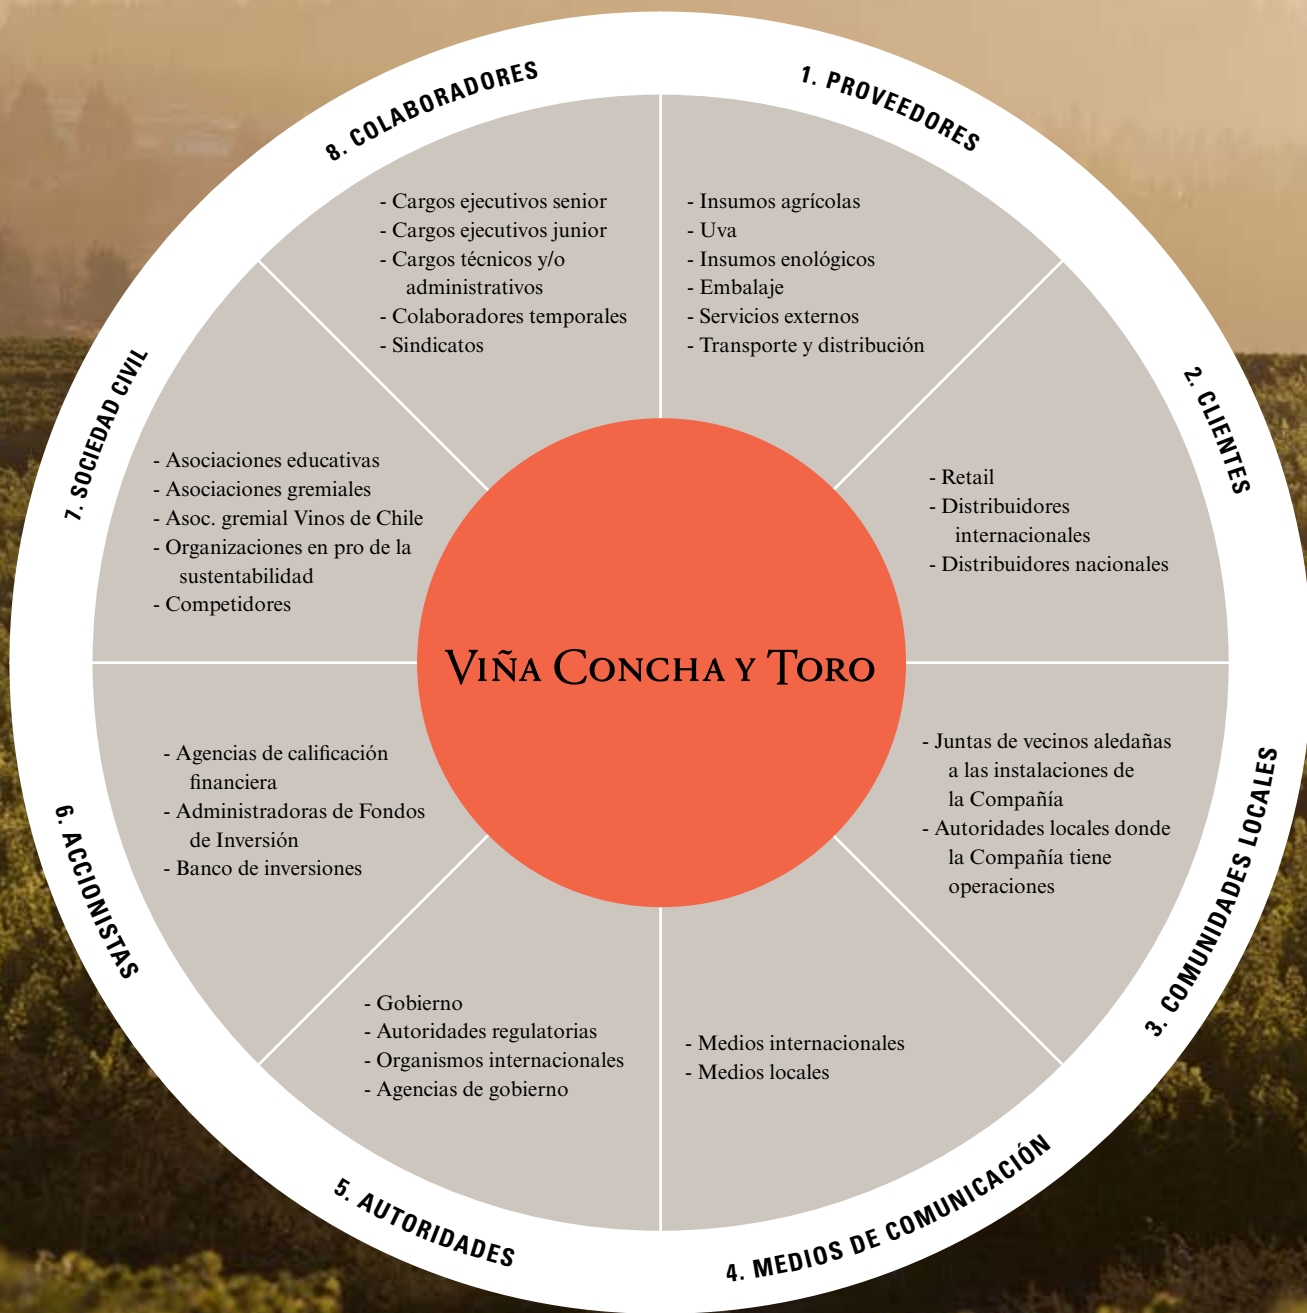 1. PROVEEDORES
- Insumos agrícolas
- Uva
- Insumos enológicos
- Embalaje
- Servicios externos
- Transporte y distribución
2. CLIENTES
- Retail
- Distribuidores
internacionales
- Distribuidores nacionales
3. COMUNIDADES LOCALES
- Juntas de vecinos aledañas
a las instalaciones de
la Compañía
- Autoridades locales donde
la Compañía tiene
operaciones
4. MEDIOS DE COMUNICACIÓN
- Medios internacionales
- Medios locales
5. AUTORIDADES
- Gobierno
- Autoridades regulatorias
- Organismos internacionales
- Agencias de gobierno
6. ACCIONISTAS
- Agencias de calificación
financiera
- Administradoras de Fondos
de Inversión
- Banco de inversiones
7. SOCIEDAD CIVIL
- Asociaciones educativas
- Asociaciones gremiales
- Asoc. gremial Vinos de Chile
- Organizaciones en pro de la
sustentabilidad
- Competidores
8. COLABORADORES
- Cargos ejecutivos senior
- Cargos ejecutivos junior
- Cargos técnicos y/o
administrativos
- Colaboradores temporales
- Sindicatos
VIÑA CONCHA Y TORO